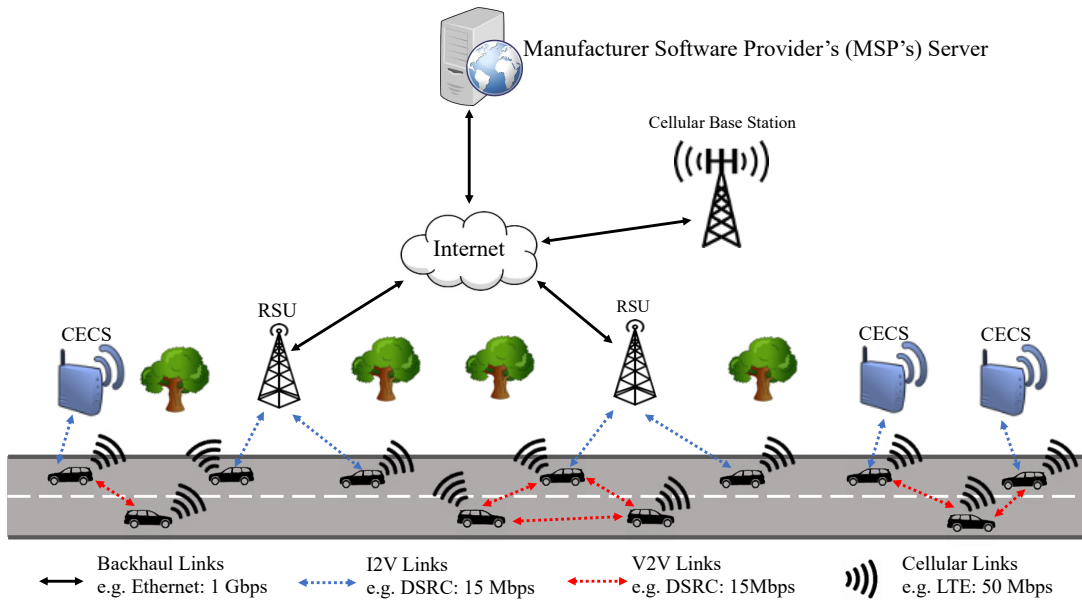 Manufacturer Software Provider's (MSP's) Server
Cellular Base Station
Internet
RSU
RSU
CECS
CECS
CECS
Backhaul Links
e.g. Ethernet: 1 Gbps
I2V Links
e.g. DSRC: 15 Mbps
V2V Links
e.g. DSRC: 15Mbps
Cellular Links
e.g. LTE: 50 Mbps